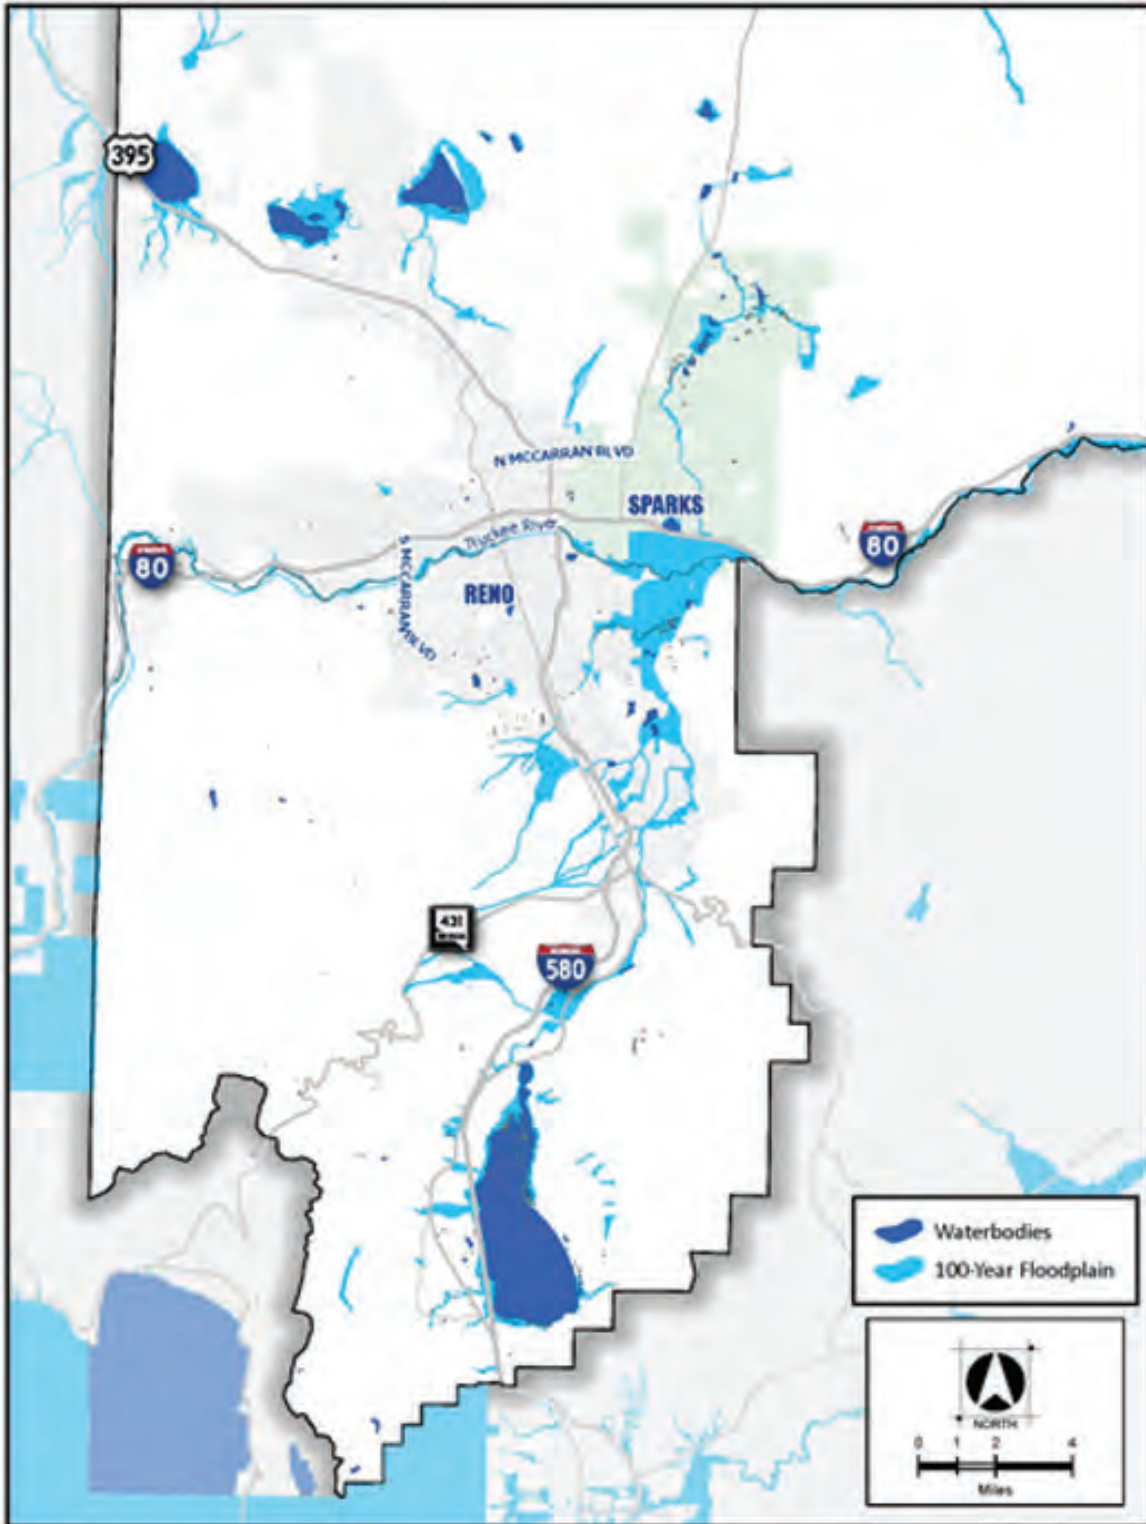 395
N MCCARRAN BLVD
SPARKS
Truckee River
80
80
S MCCARRAN BLVD
RENO
431
580
Waterbodies
100-Year Floodplain
NORTH
0 1 2 4
Miles